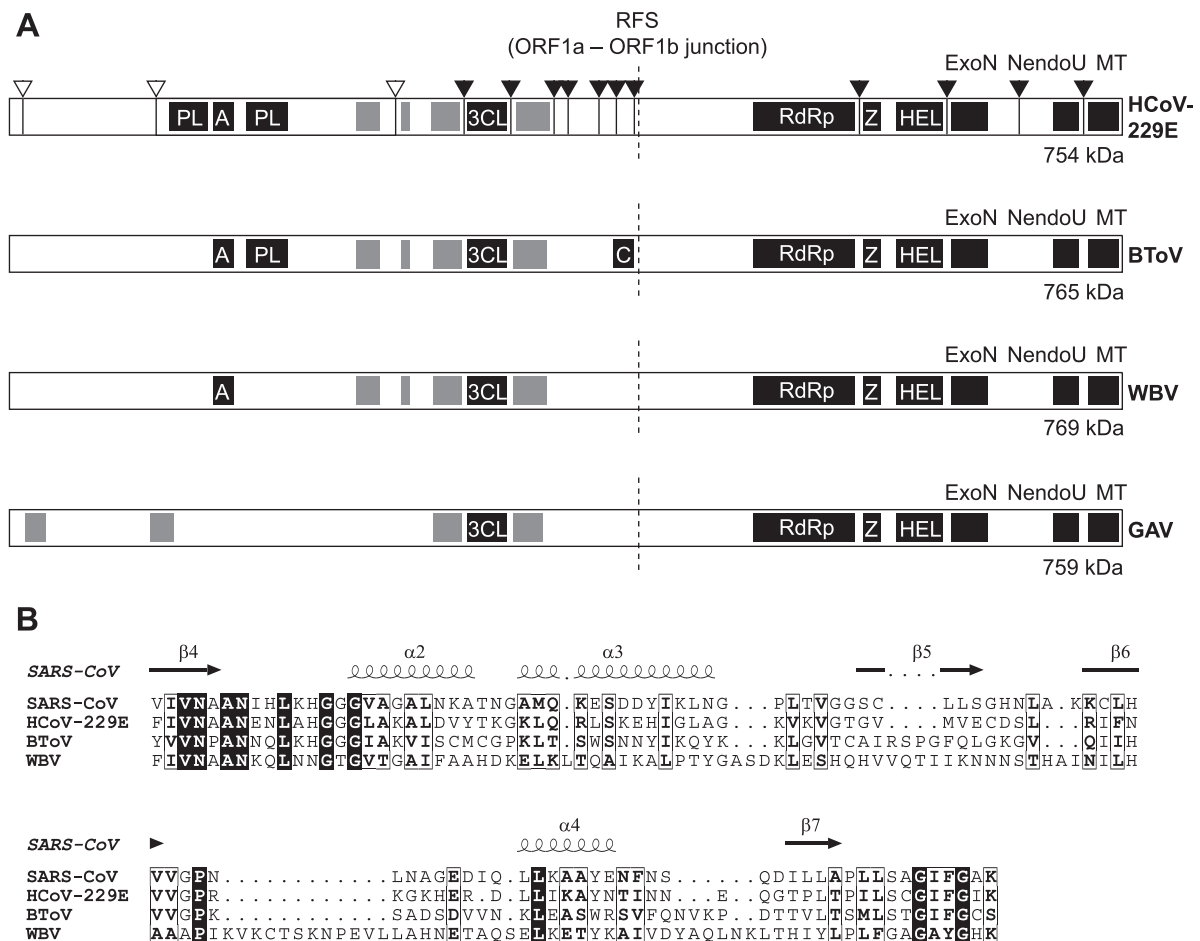 A
RFS
(ORF1a – ORF1b junction)
ExoN NendoU MT
PL A PL 3CL RdRp Z HEL HCoV-229E
754 kDa
ExoN NendoU MT
A PL 3CL C RdRp Z HEL BToV
765 kDa
ExoN NendoU MT
A 3CL RdRp Z HEL WBV
769 kDa
ExoN NendoU MT
3CL RdRp Z HEL GAV
759 kDa
B
β4 α2 α3 β5 β6
SARS-CoV
SARS-CoV VIVNAANIHLKHGGGVAGALNKATNGAMQ.KESDDYIKLNG...PLTVGGSC....LLSGHNLA.KKCLH
HCoV-229E FIVNAANENLAHGGGLAKALDVYTKGKLQ.RLSKEHIGLAG...KVKVGTGV....MVECDSL...RIFN
BToV YVVNPANNQLKHGGGIAKVISCMCGPKLT.SWSNNYIKQYK...KLGVTCAIRSPGFQLGKGV...QIIH
WBV FIVNAANKQLNNGTGVTGAIFAAHDKELKLTQAIKALPTYGASDKLESHQHVVQTIIKNNNSTHAINILH
α4 β7
SARS-CoV
SARS-CoV VVGPN............LNAGEDIQ.LLKAAYENFNS......QDILLAPLLSAGIFGAK
HCoV-229E VVGPR............KGKHER.D.LLIKAYNTINN...E..QGTPLTPILSCGIFGIK
BToV VVGPK............SADSDVVN.KLEASWRSVFQNVKP..DTTVLTSMLSTGIFGCS
WBV AAAPIKVKCTSKNPEVLLAHNETAQSELKETYKAIVDYAQLNKLTHIYLPLFGAGAYGHK